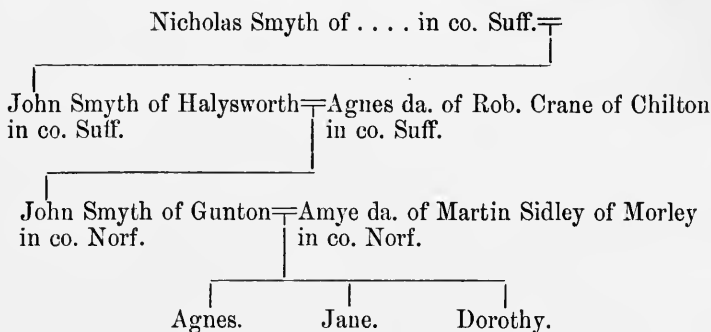 Nicholas Smyth of . . . . in co. Suff.
John Smyth of Halysworth Agnes da. of Rob. Crane of Chilton
in co. Suff. in co. Suff.
John Smyth of Gunton Amye da. of Martin Sidley of Morley
in co. Norf. in co. Norf.
Agnes. Jane. Dorothy.